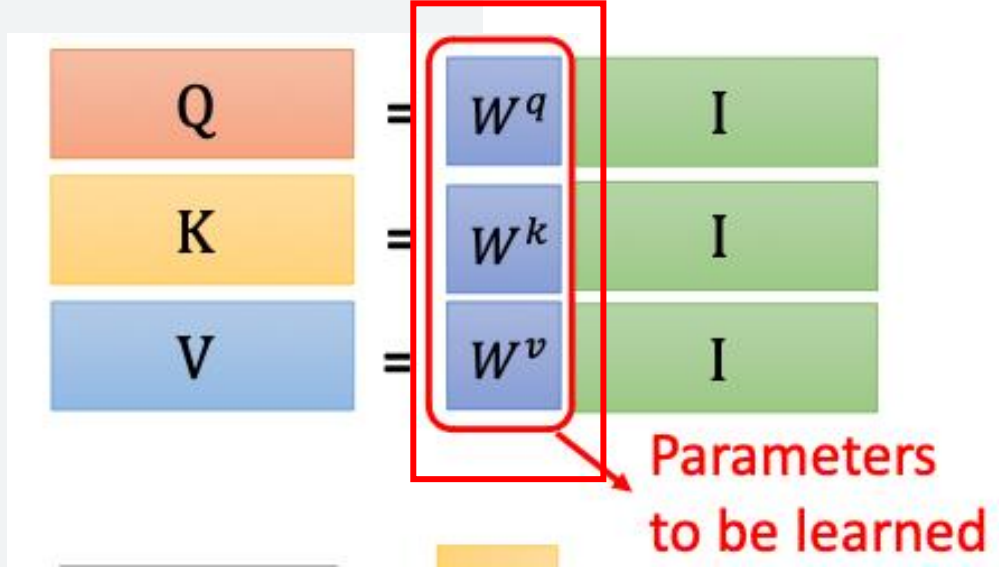 Q = W^q I
K = W^k I
V = W^v I
Parameters
to be learned